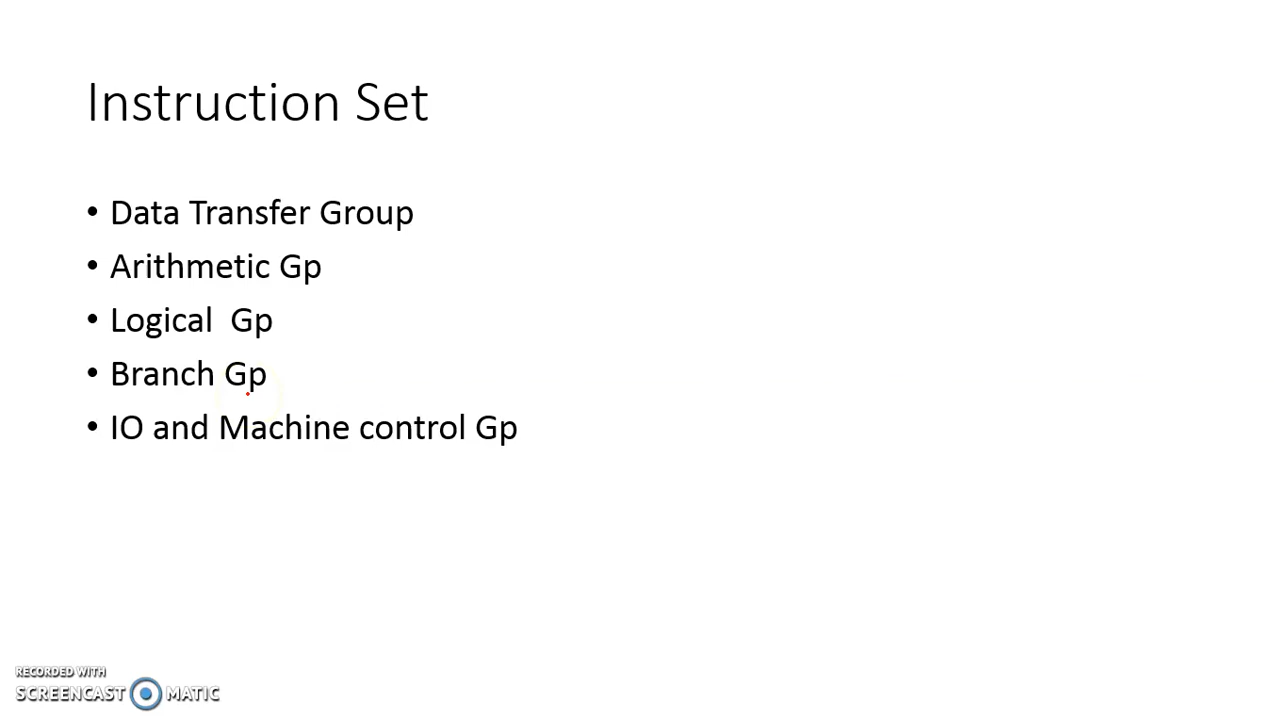 Instruction Set
• Data Transfer Group
• Arithmetic Gp
• Logical  Gp
• Branch Gp
• IO and Machine control Gp
RECORDED WITH
SCREENCAST MATIC